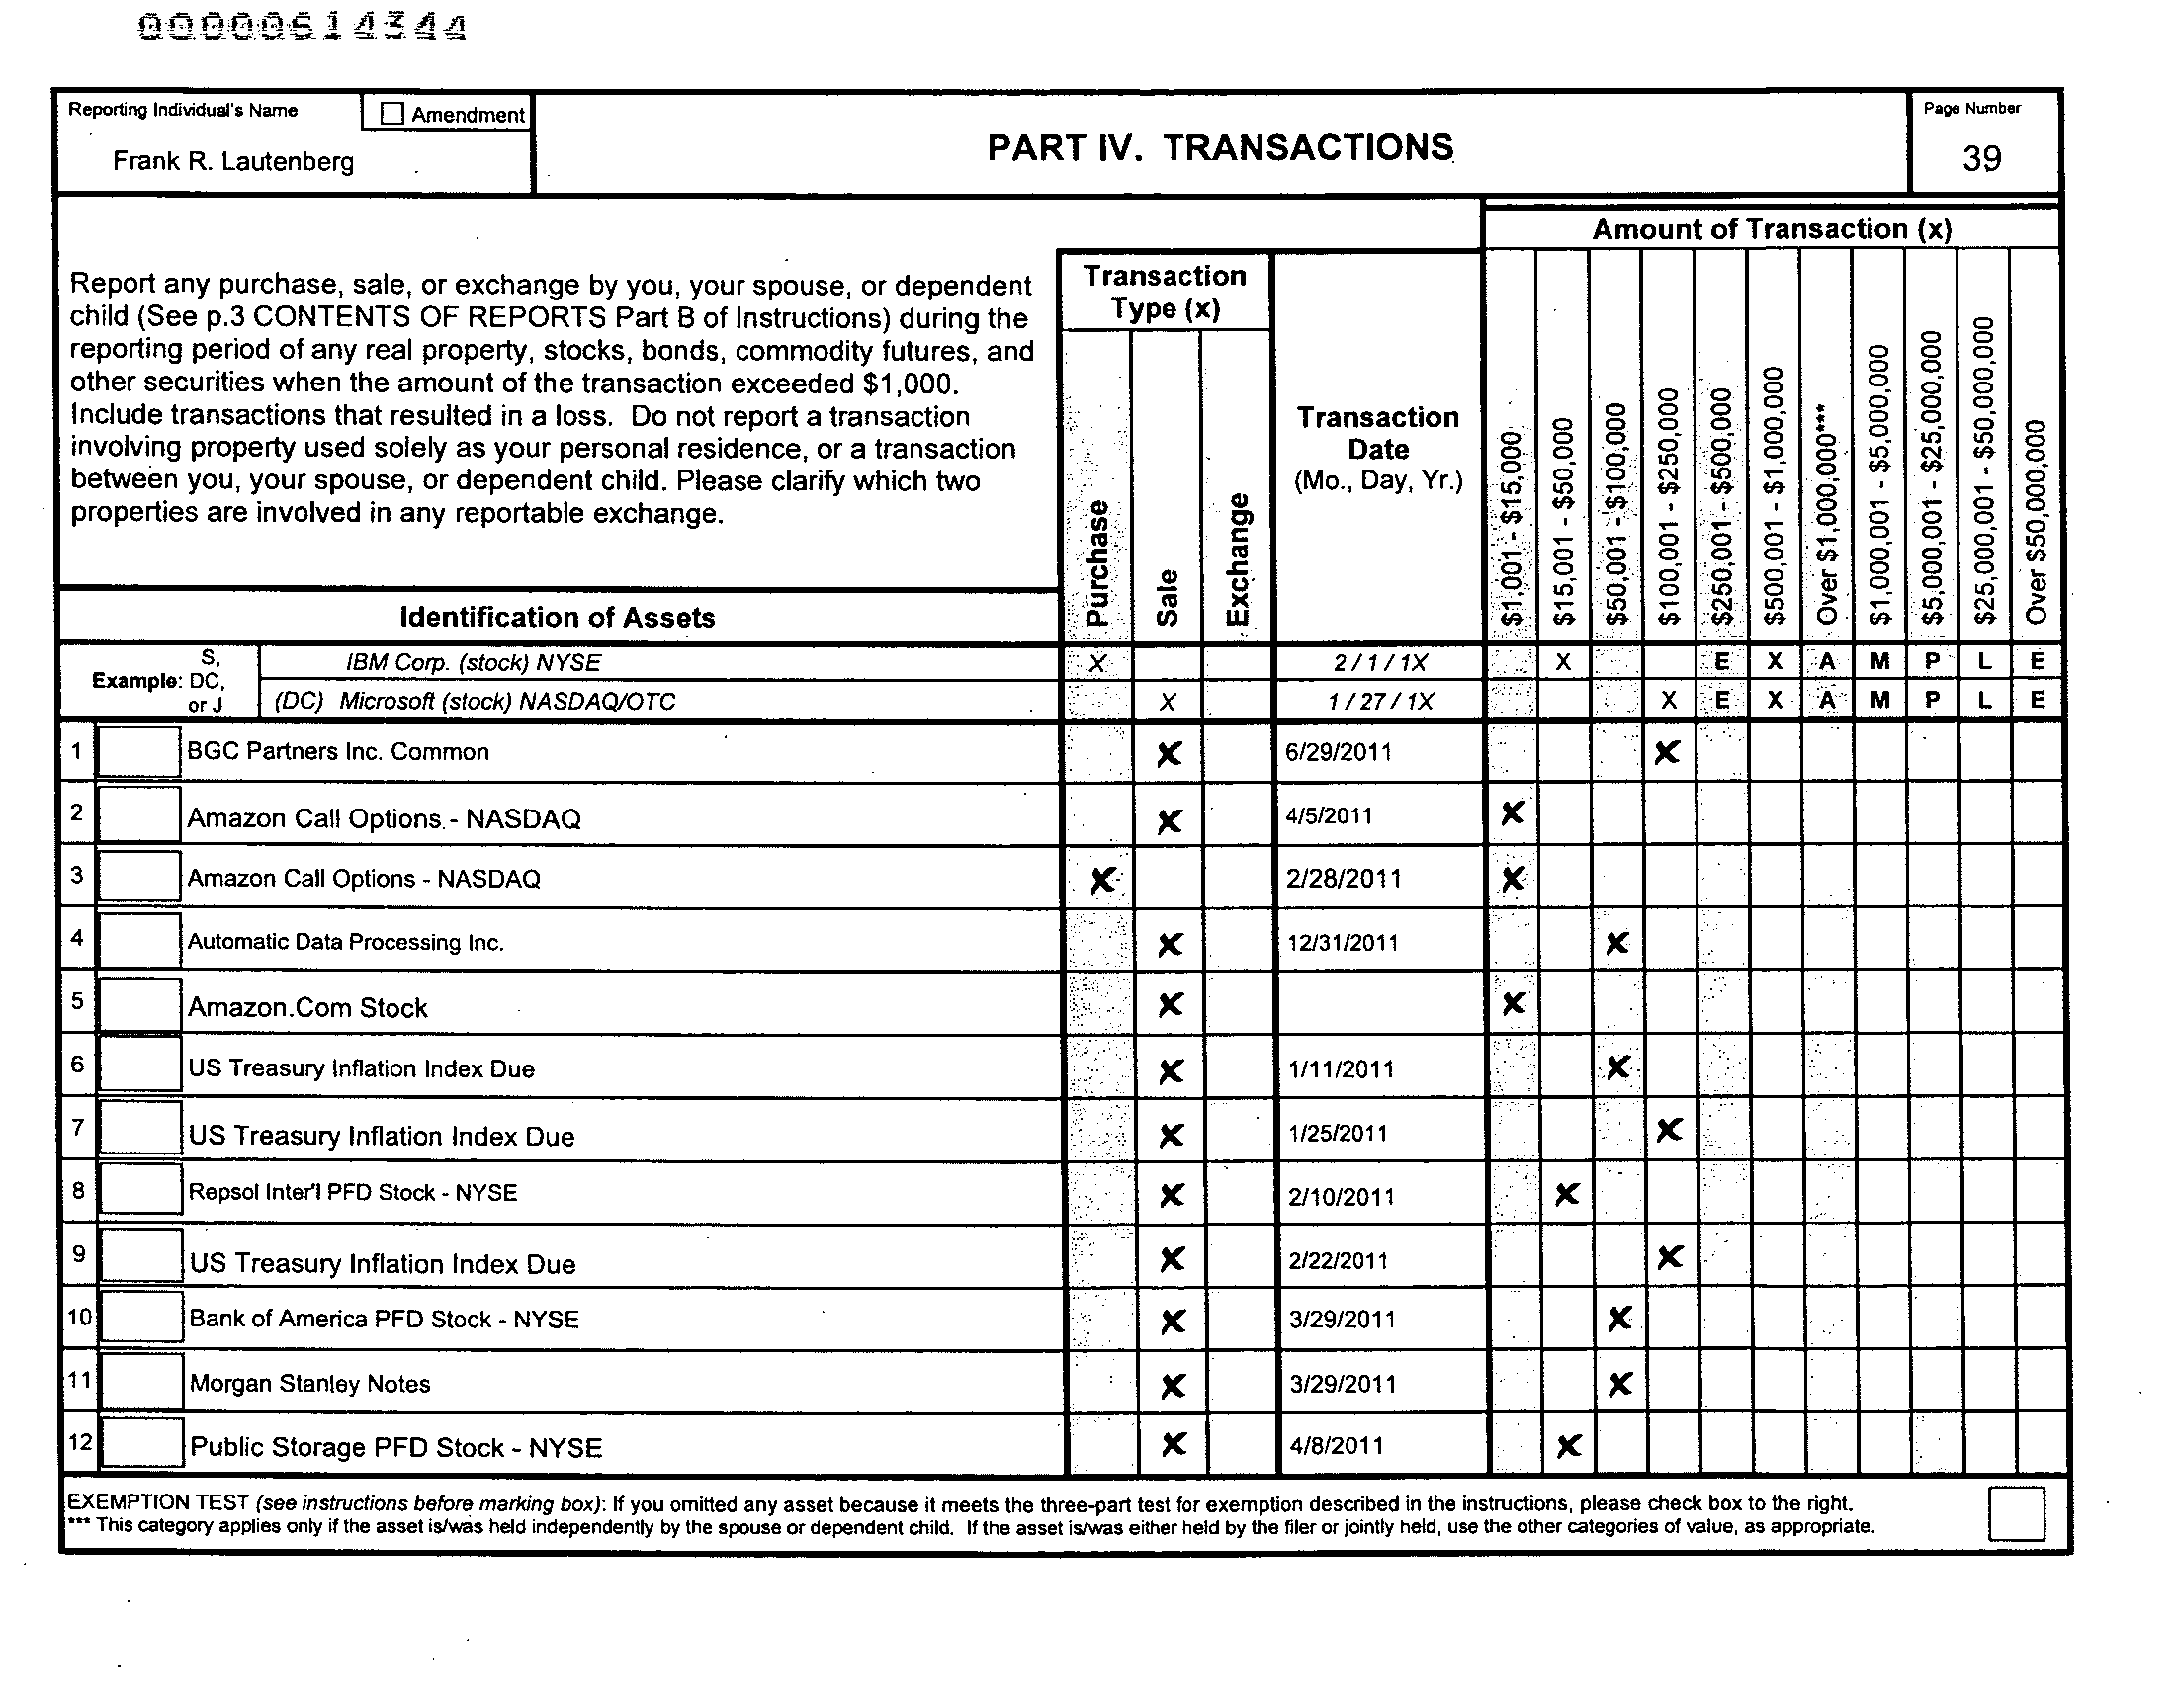 00000614344
Reporting Individual's Name
Amendment
Frank R. Lautenberg
PART IV. TRANSACTIONS
Page Number
39
Amount of Transaction (x)
Report any purchase, sale, or exchange by you, your spouse, or dependent
child (See p.3 CONTENTS OF REPORTS Part B of Instructions) during the
reporting period of any real property, stocks, bonds, commodity futures, and
other securities when the amount of the transaction exceeded $1,000.
Include transactions that resulted in a loss. Do not report a transaction
involving property used solely as your personal residence, or a transaction
between you, your spouse, or dependent child. Please clarify which two
properties are involved in any reportable exchange.
Transaction
Type (x)
Purchase
Sale
Exchange
Transaction
Date
(Mo., Day, Yr.)
$1,001 - $15,000
$15,001 - $50,000
$50,001 - $100,000
$100,001 - $250,000
$250,001 - $500,000
$500,001 - $1,000,000
Over $1,000,000***
$1,000,001 - $5,000,000
$5,000,001 - $25,000,000
$25,000,001 - $50,000,000
Over $50,000,000
Identification of Assets
Example: S, DC, or J
IBM Corp. (stock) NYSE X 2 / 1 / 1X X E X A M P L E
(DC) Microsoft (stock) NASDAQ/OTC X 1 / 27 / 1X X E X A M P L E
1 BGC Partners Inc. Common X 6/29/2011 X
2 Amazon Call Options - NASDAQ X 4/5/2011 X
3 Amazon Call Options - NASDAQ X 2/28/2011 X
4 Automatic Data Processing Inc. X 12/31/2011 X
5 Amazon.Com Stock X X
6 US Treasury Inflation Index Due X 1/11/2011 X
7 US Treasury Inflation Index Due X 1/25/2011 X
8 Repsol Inter'l PFD Stock - NYSE X 2/10/2011 X
9 US Treasury Inflation Index Due X 2/22/2011 X
10 Bank of America PFD Stock - NYSE X 3/29/2011 X
11 Morgan Stanley Notes X 3/29/2011 X
12 Public Storage PFD Stock - NYSE X 4/8/2011 X
EXEMPTION TEST (see instructions before marking box): If you omitted any asset because it meets the three-part test for exemption described in the instructions, please check box to the right.
*** This category applies only if the asset is/was held independently by the spouse or dependent child. If the asset is/was either held by the filer or jointly held, use the other categories of value, as appropriate.